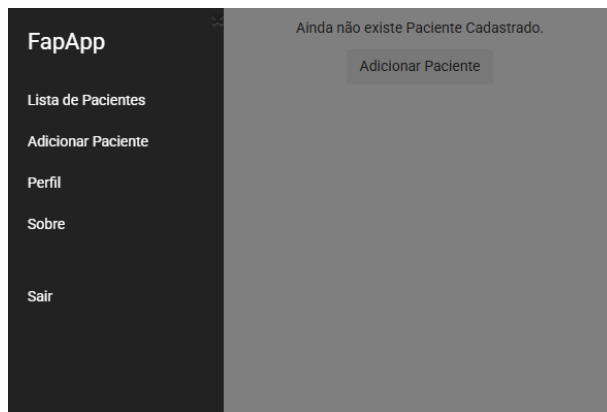 FapApp
Lista de Pacientes
Adicionar Paciente
Perfil
Sobre
Sair
Ainda não existe Paciente Cadastrado.
Adicionar Paciente